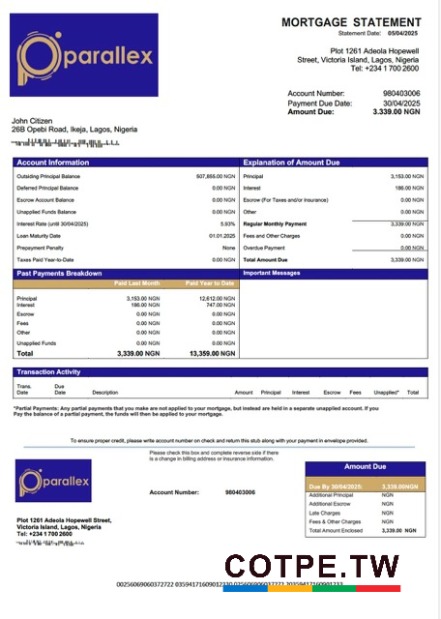 parallex
MORTGAGE STATEMENT
Statement Date: 05/04/2025
Plot 1261 Adeola Hopewell
Street, Victoria Island, Lagos, Nigeria
Tel: +234 1 700 2600
Account Number: 980403006
Payment Due Date: 30/04/2025
Amount Due: 3.339.00 NGN
John Citizen
26B Opebi Road, Ikeja, Lagos, Nigeria
Account Information
Outsiding Principal Balance 507,855.00 NGN
Deferred Principal Balance 0.00 NGN
Escrow Account Balance 0.00 NGN
Unapplied Funds Balance 0.00 NGN
Interest Rate (until 30/04/2025) 5.93%
Loan Maturity Date 01.01.2025
Prepayment Penalty None
Taxes Paid Year-to-Date 0.00 NGN
Explanation of Amount Due
Principal 3,153.00 NGN
Interest 186.00 NGN
Escrow (For Taxes and/or Insurance) 0.00 NGN
Other 0.00 NGN
Regular Monthly Payment 3,339.00 NGN
Fees and Other Charges 0.00 NGN
Overdue Payment 0.00 NGN
Total Amount Due 3,339.00 NGN
Past Payments Breakdown
Paid Last Month Paid Year to Date
Principal 3,153.00 NGN 12,612.00 NGN
Interest 186.00 NGN 747.00 NGN
Escrow 0.00 NGN 0.00 NGN
Fees 0.00 NGN 0.00 NGN
Other 0.00 NGN 0.00 NGN
Unapplied Funds 0.00 NGN 0.00 NGN
Total 3,339.00 NGN 13,359.00 NGN
Important Messages
Transaction Activity
Trans. Date Due Date Description Amount Principal Interest Escrow Fees Unapplied* Total
*Partial Payments: Any partial payments that you make are not applied to your mortgage, but instead are held in a separate unapplied account. If you
Pay the balance of a partial payment, the funds will then be applied to your mortgage.
To ensure proper credit, please write account number on check and return this stub along with your payment in envelope provided.
parallex
Please check this box and complete reverse side if there
is a change in billing address or insurance information.
Account Number: 980403006
Plot 1261 Adeola Hopewell Street,
Victoria Island, Lagos, Nigeria
Tel: +234 1 700 2600
Amount Due
Due By 30/04/2025: 3,339.00NGN
Additional Principal NGN
Additional Escrow NGN
Late Charges NGN
Fees & Other Charges NGN
Total Amount Enclosed 3,339.00 NGN
COTPE.TW